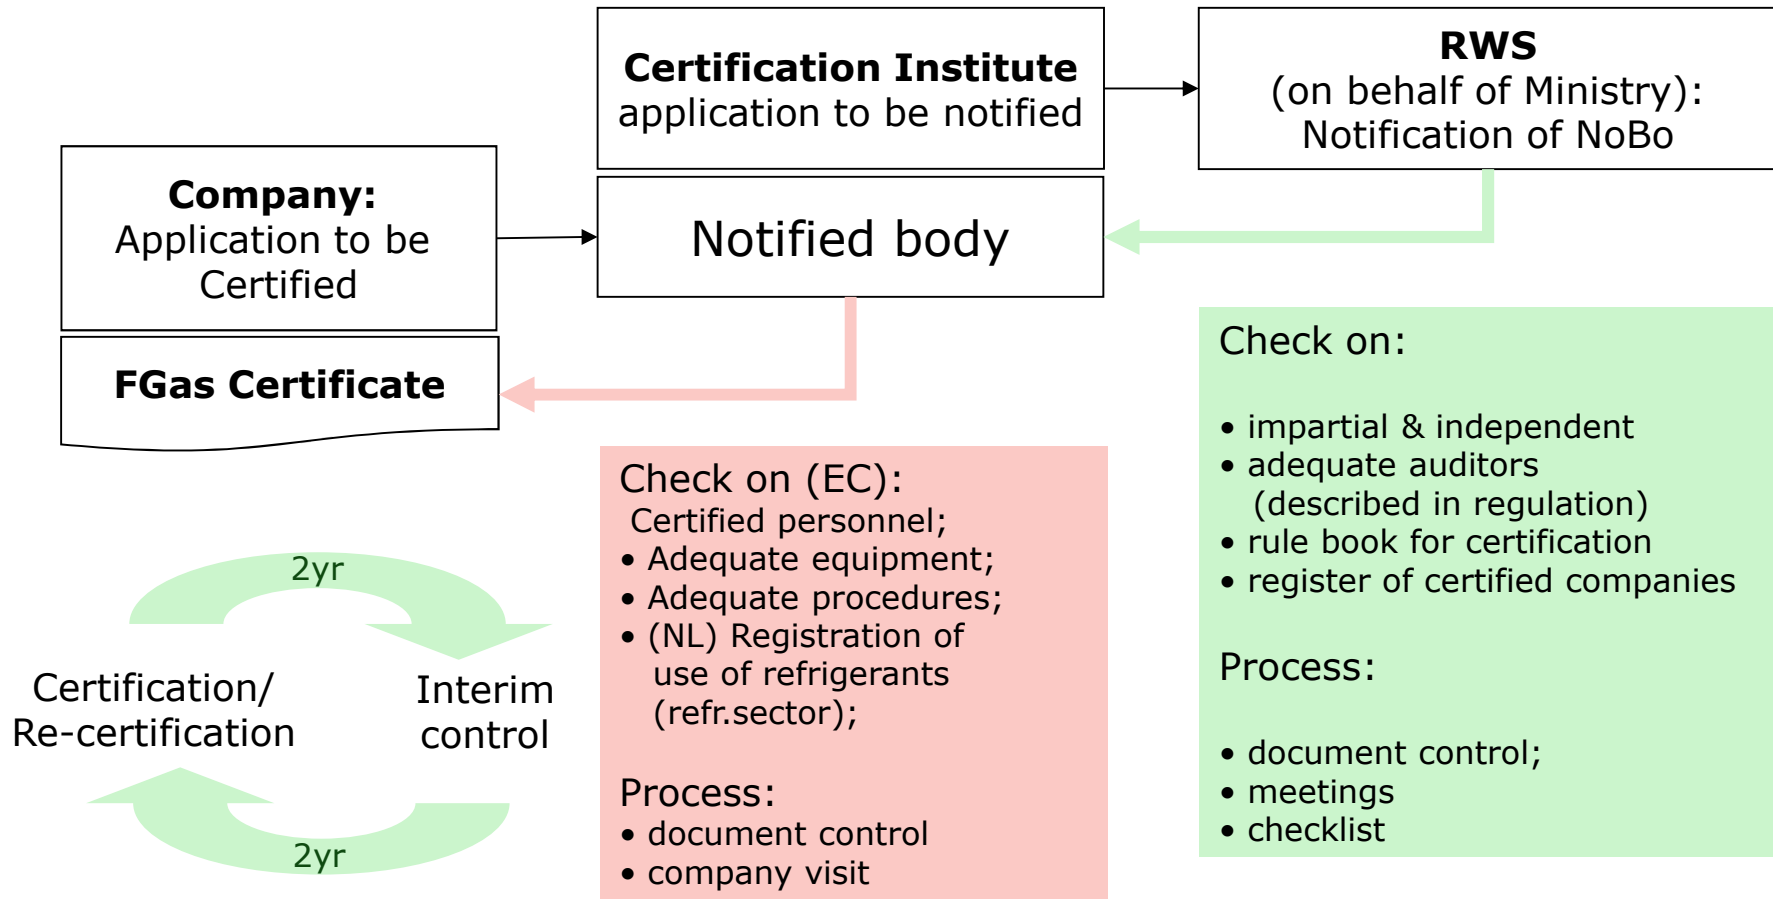 Certification Institute
application to be notified
RWS
(on behalf of Ministry):
Notification of NoBo
Company:
Application to be
Certified
Notified body
FGas Certificate
Check on (EC):
Certified personnel;
• Adequate equipment;
• Adequate procedures;
• (NL) Registration of
use of refrigerants
(refr.sector);
Process:
• document control
• company visit
Check on:
• impartial & independent
• adequate auditors
(described in regulation)
• rule book for certification
• register of certified companies
Process:
• document control;
• meetings
• checklist
2yr
Certification/
Re-certification
Interim
control
2yr